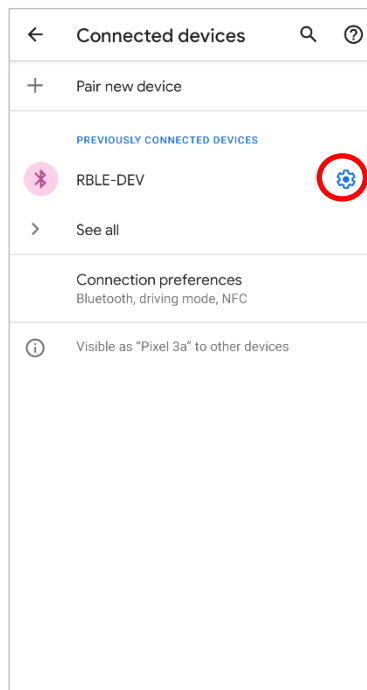 Connected devices
Pair new device
PREVIOUSLY CONNECTED DEVICES
RBLE-DEV
See all
Connection preferences
Bluetooth, driving mode, NFC
Visible as “Pixel 3a” to other devices